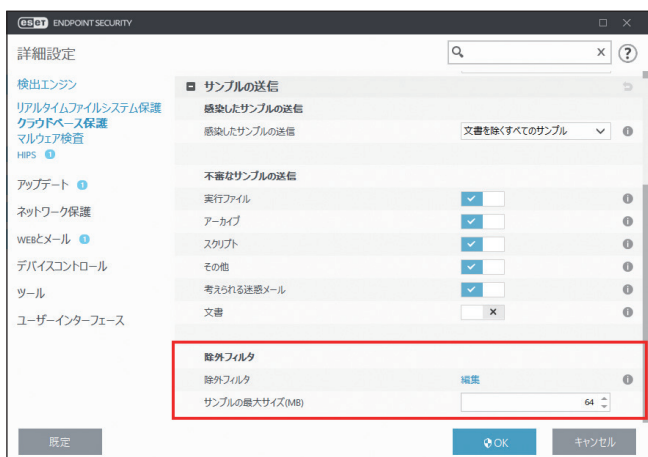 eset ENDPOINT SECURITY
詳細設定
検出エンジン
リアルタイムファイルシステム保護
クラウドベース保護
マルウェア検査
HIPS 1
アップデート 1
ネットワーク保護
WEBとメール 1
デバイスコントロール
ツール
ユーザーインターフェース
サンプルの送信
感染したサンプルの送信
感染したサンプルの送信 文書を除くすべてのサンプル
不審なサンプルの送信
実行ファイル
アーカイブ
スクリプト
その他
考えられる迷惑メール
文書
除外フィルタ
除外フィルタ 編集
サンプルの最大サイズ(MB) 64
既定 OK キャンセル